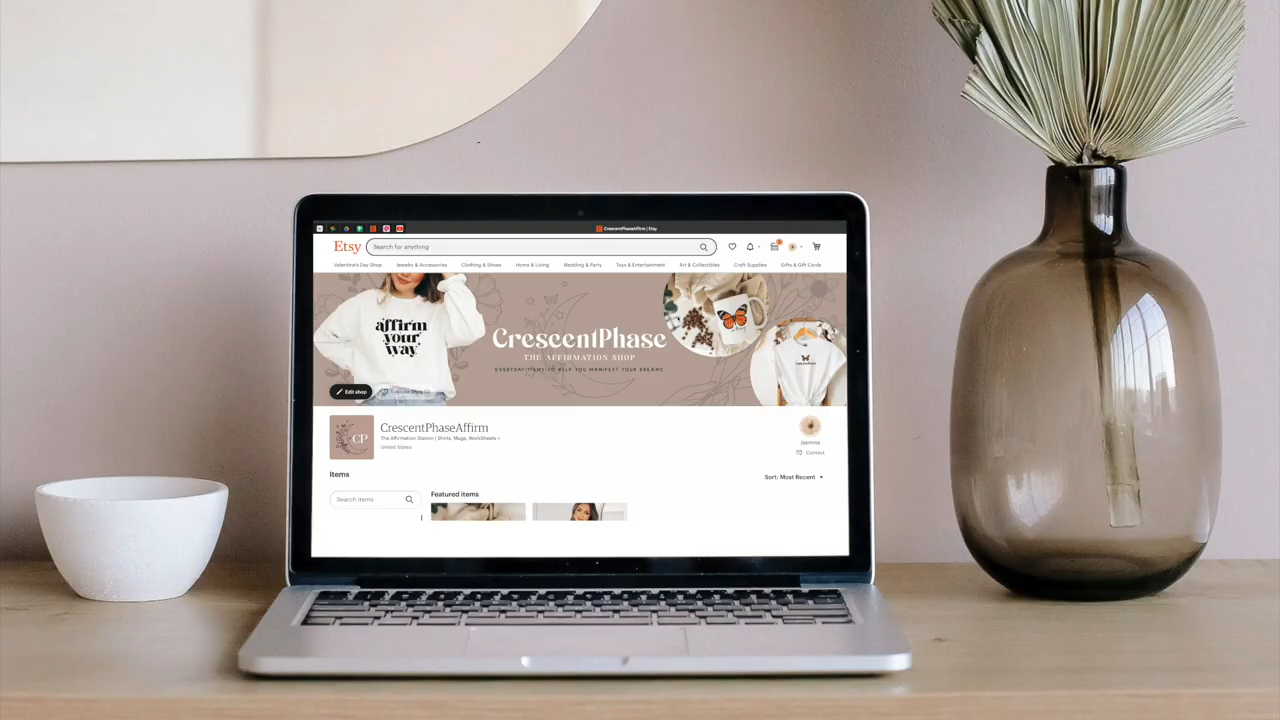 CrescentPhaseAffirm | Etsy
Etsy
Search for anything
Valentine's Day Shop Jewelry & Accessories Clothing & Shoes Home & Living Wedding & Party Toys & Entertainment Art & Collectibles Craft Supplies Gifts & Gift Cards
affirm
your
way.
CrescentPhase
THE AFFIRMATION SHOP
EVERYDAY ITEMS TO HELP YOU MANIFEST YOUR DREAMS
Edit shop
CP
CrescentPhaseAffirm
The Affirmation Station | Shirts, Mugs, WorkSheets
United States
Jasmine
Contact
Items
Sort: Most Recent
Search items
Featured items